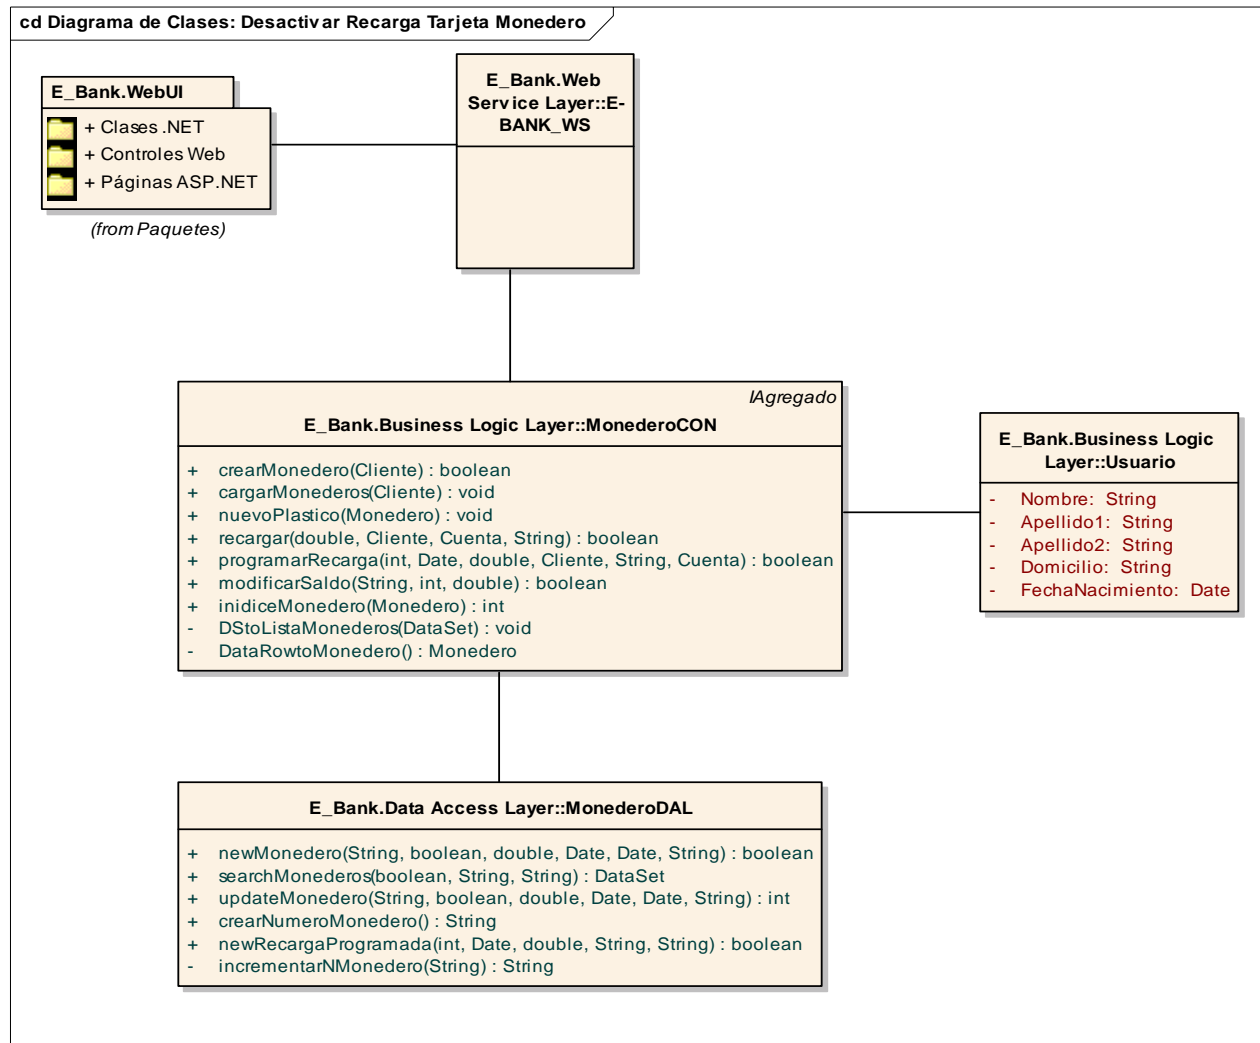 cd Diagrama de Clases: Desactivar Recarga Tarjeta Monedero
E_Bank.WebUI
+ Clases .NET
+ Controles Web
+ Páginas ASP.NET
(from Paquetes)
E_Bank.Web
Service Layer::E-
BANK_WS
IAgregado
E_Bank.Business Logic Layer::MonederoCON
+ crearMonedero(Cliente) : boolean
+ cargarMonederos(Cliente) : void
+ nuevoPlastico(Monedero) : void
+ recargar(double, Cliente, Cuenta, String) : boolean
+ programarRecarga(int, Date, double, Cliente, String, Cuenta) : boolean
+ modificarSaldo(String, int, double) : boolean
+ inidiceMonedero(Monedero) : int
- DStoListaMonederos(DataSet) : void
- DataRowtoMonedero() : Monedero
E_Bank.Business Logic
Layer::Usuario
- Nombre: String
- Apellido1: String
- Apellido2: String
- Domicilio: String
- FechaNacimiento: Date
E_Bank.Data Access Layer::MonederoDAL
+ newMonedero(String, boolean, double, Date, Date, String) : boolean
+ searchMonederos(boolean, String, String) : DataSet
+ updateMonedero(String, boolean, double, Date, Date, String) : int
+ crearNumeroMonedero() : String
+ newRecargaProgramada(int, Date, double, String, String) : boolean
- incrementarNMonedero(String) : String